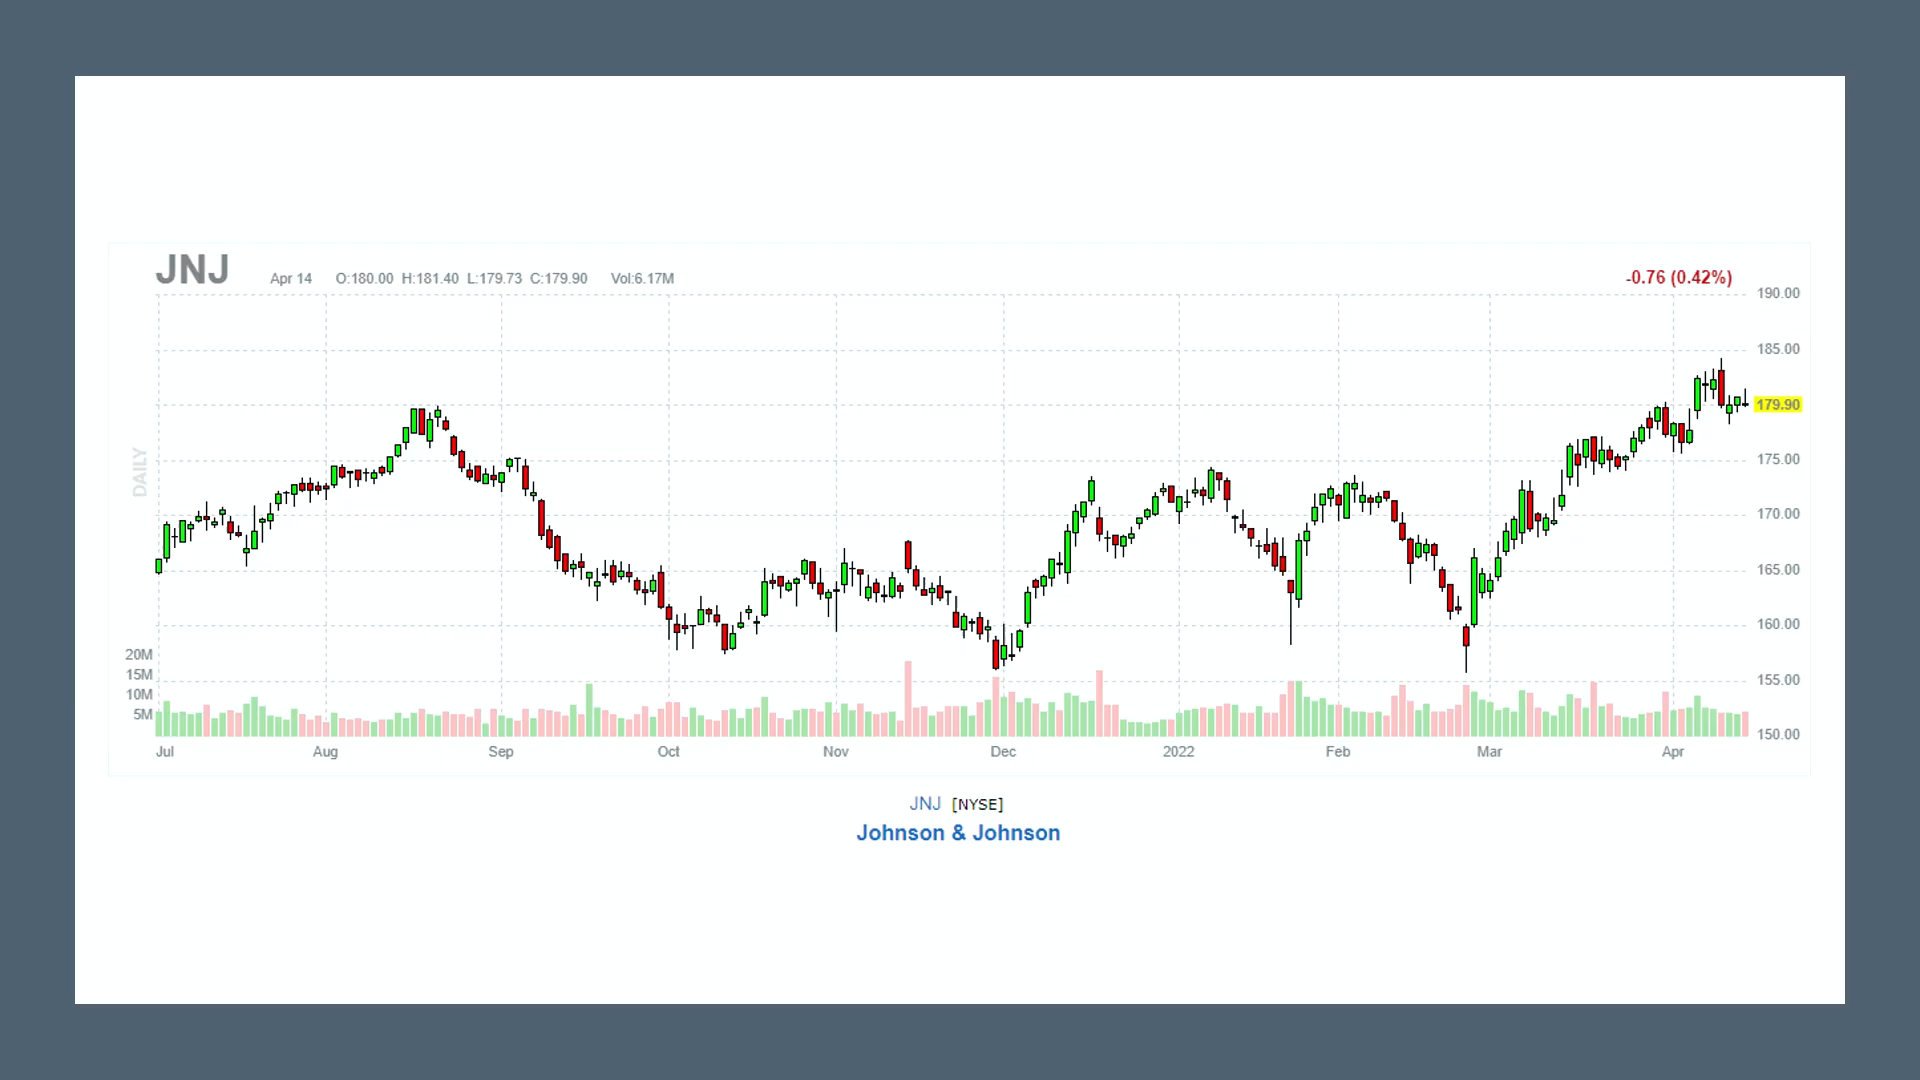 JNJ Apr 14 O:180.00 H:181.40 L:179.73 C:179.90 Vol:6.17M -0.76 (0.42%)
190.00
185.00
179.90
175.00
170.00
165.00
160.00
155.00
150.00
DAILY
20M
15M
10M
5M
Jul Aug Sep Oct Nov Dec 2022 Feb Mar Apr
JNJ [NYSE]
Johnson & Johnson